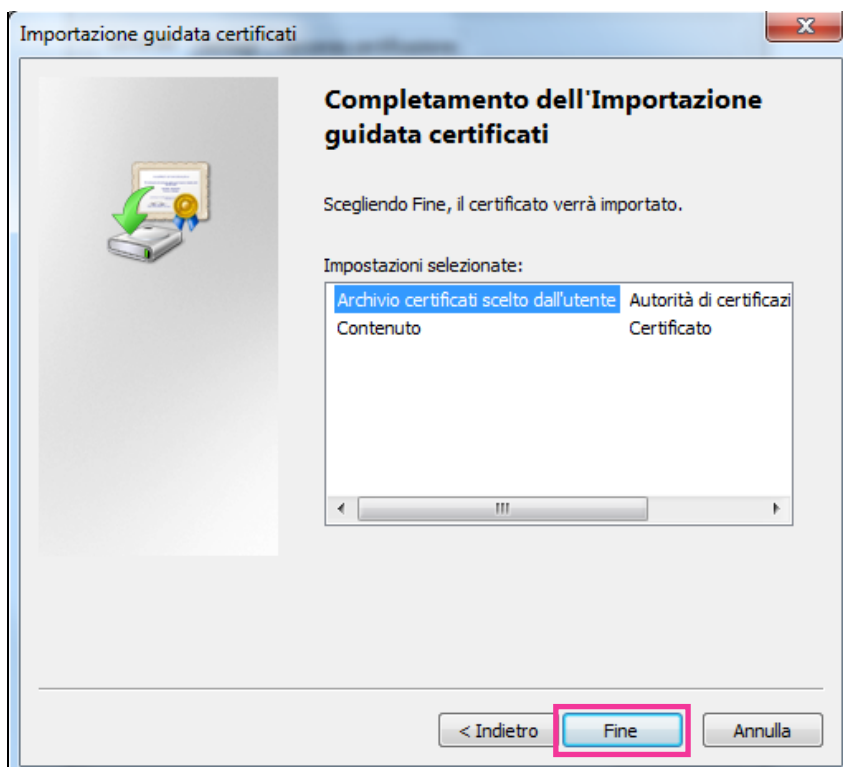 Importazione guidata certificati
Completamento dell'Importazione
guidata certificati
Scegliendo Fine, il certificato verrà importato.
Impostazioni selezionate:
Archivio certificati scelto dall'utente Autorità di certificazi
Contenuto Certificato
< Indietro Fine Annulla